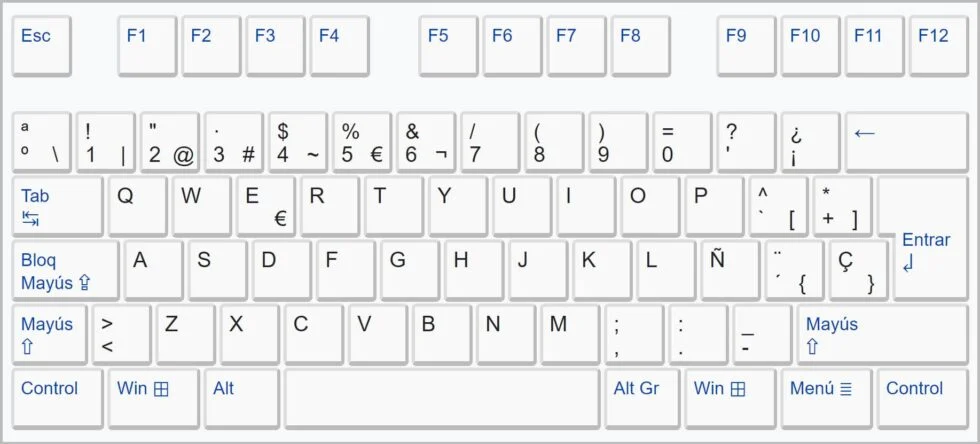 Esc F1 F2 F3 F4 F5 F6 F7 F8 F9 F10 F11 F12
ª ! " · $ % & / ( ) = ? ¿ ←
º \ 1 | 2 @ 3 # 4 ~ 5 € 6 ¬ 7 8 9 0 ' ¡
Tab Q W E R T Y U I O P ^ *
↹ € ` [ + ]
Entrar
Bloq A S D F G H J K L Ñ ¨ Ç
Mayús ⇪ ´ { } ↲
Mayús > Z X C V B N M ; : _ Mayús
⇧ < , . - ⇧
Control Win ⊞ Alt Alt Gr Win ⊞ Menú ≣ Control